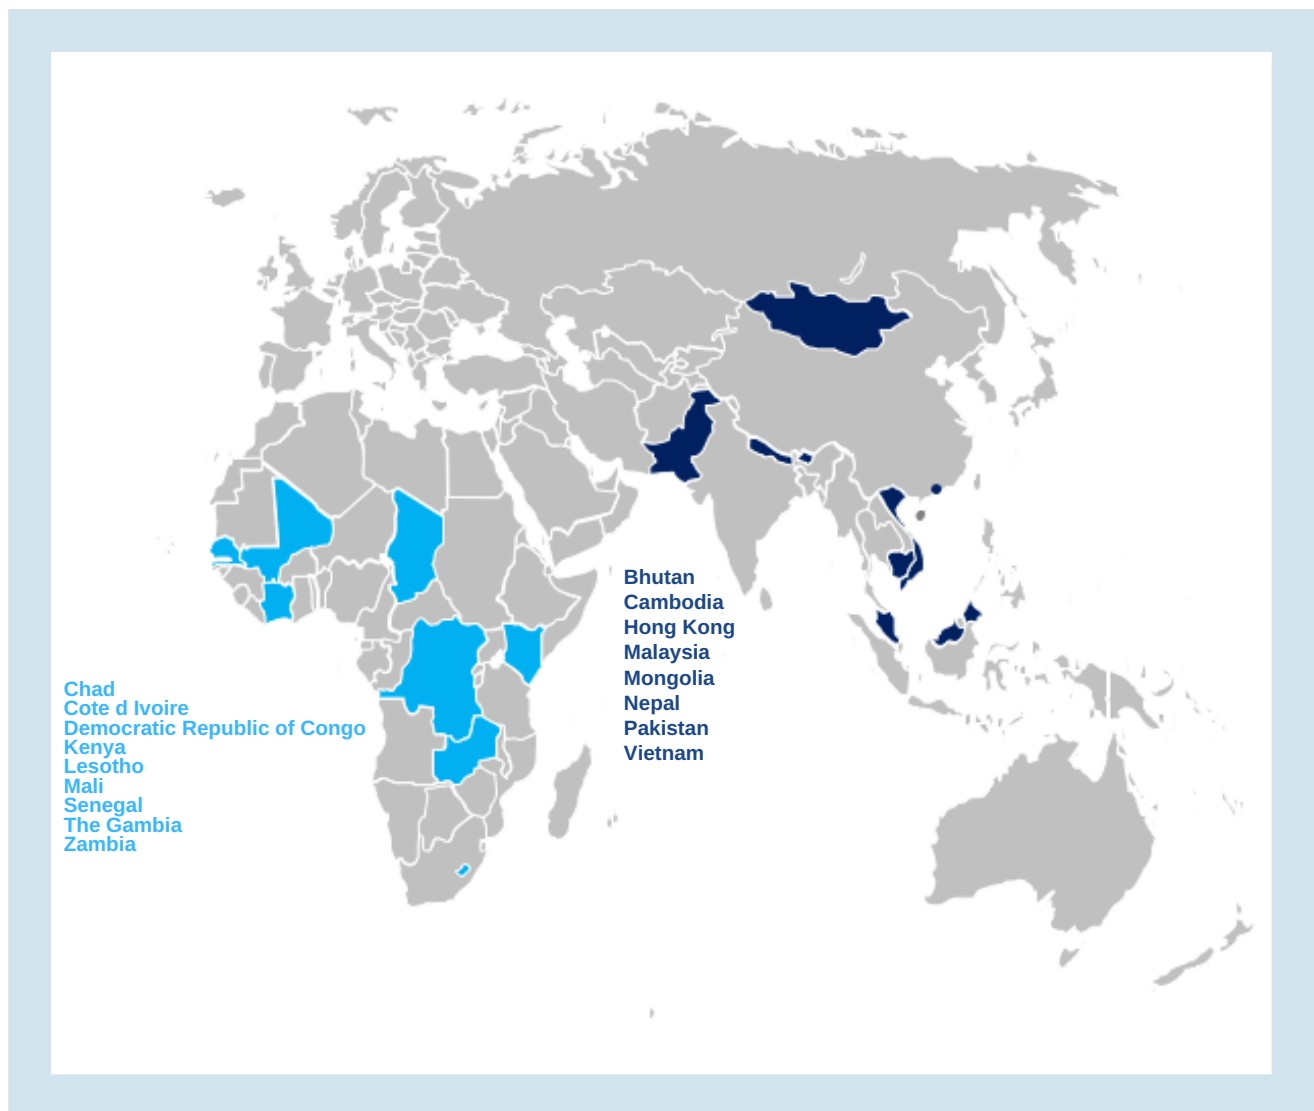 Bhutan
Cambodia
Hong Kong
Malaysia
Mongolia
Nepal
Pakistan
Vietnam
Chad
Cote d Ivoire
Democratic Republic of Congo
Kenya
Lesotho
Mali
Senegal
The Gambia
Zambia